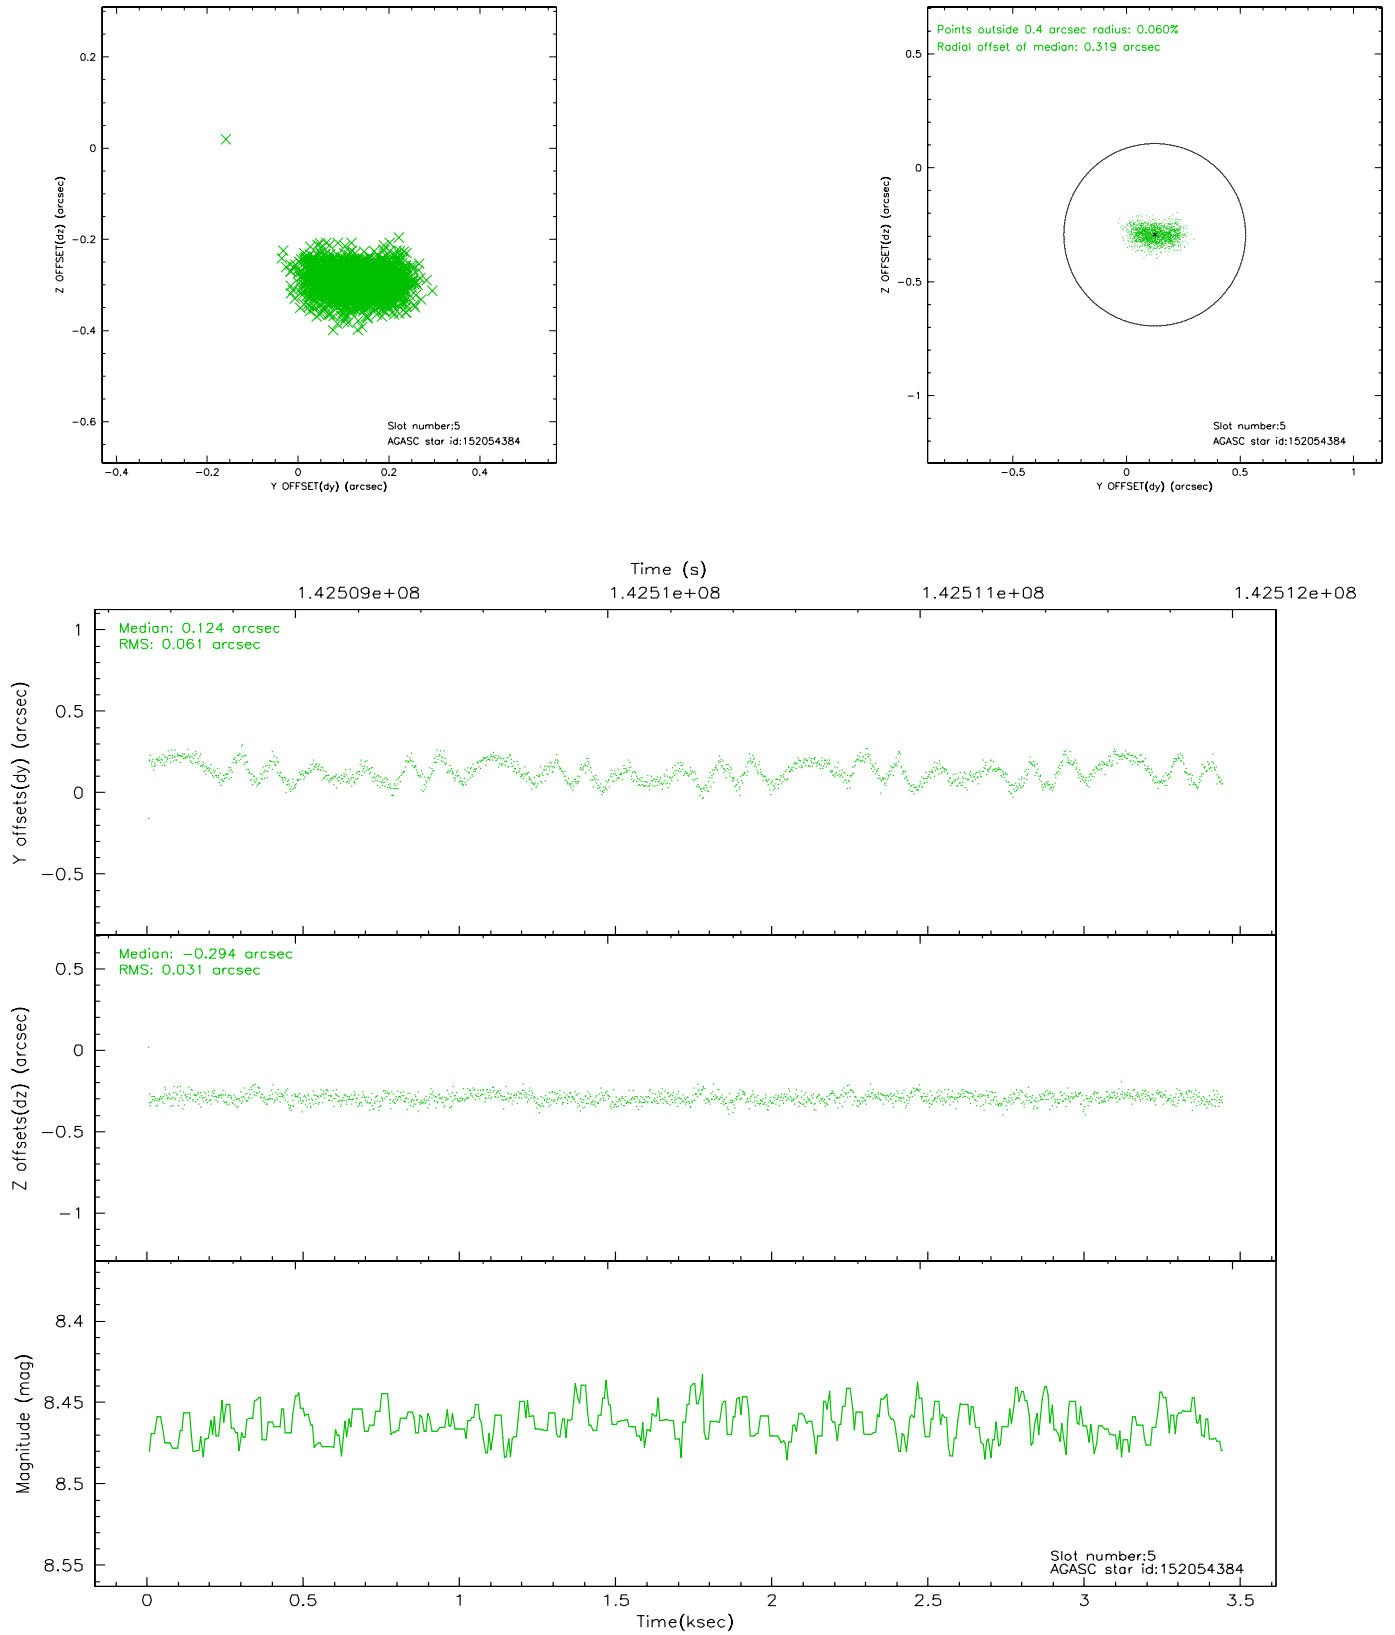 0.2
0
−0.2
−0.4
−0.6
Z OFFSET(dz) (arcsec)
Slot number:5
AGASC star id:152054384
−0.4
−0.2
0
0.2
0.4
Y OFFSET(dy) (arcsec)
Points outside 0.4 arcsec radius: 0.060%
Radial offset of median: 0.319 arcsec
0.5
0
−0.5
−1
Z OFFSET(dz) (arcsec)
Slot number:5
AGASC star id:152054384
−0.5
0
0.5
1
Y OFFSET(dy) (arcsec)
Time (s)
1.42509e+08
1.4251e+08
1.42511e+08
1.42512e+08
Median: 0.124 arcsec
RMS: 0.061 arcsec
1
0.5
0
−0.5
Y offsets(dy) (arcsec)
Median: −0.294 arcsec
RMS: 0.031 arcsec
0.5
0
−0.5
−1
Z offsets(dz) (arcsec)
8.4
8.45
8.5
8.55
Magnitude (mag)
Slot number:5
AGASC star id:152054384
0
0.5
1
1.5
2
2.5
3
3.5
Time(ksec)